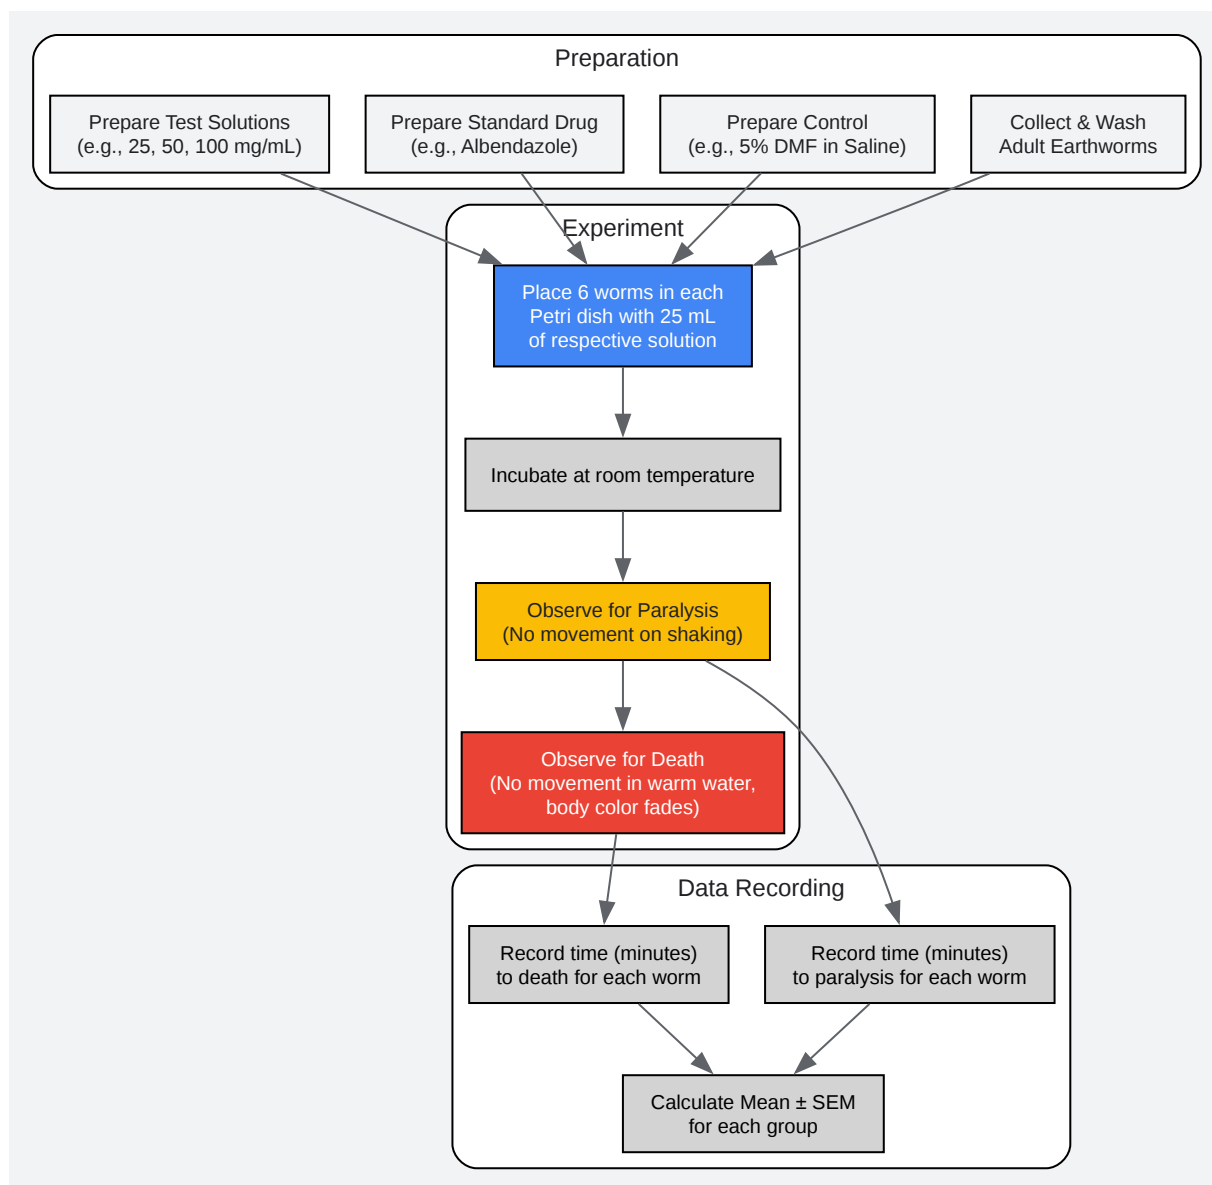 Preparation
Prepare Test Solutions
(e.g., 25, 50, 100 mg/mL)
Prepare Standard Drug
(e.g., Albendazole)
Prepare Control
(e.g., 5% DMF in Saline)
Collect & Wash
Adult Earthworms
Experiment
Place 6 worms in each
Petri dish with 25 mL
of respective solution
Incubate at room temperature
Observe for Paralysis
(No movement on shaking)
Observe for Death
(No movement in warm water,
body color fades)
Data Recording
Record time (minutes)
to death for each worm
Record time (minutes)
to paralysis for each worm
Calculate Mean ± SEM
for each group